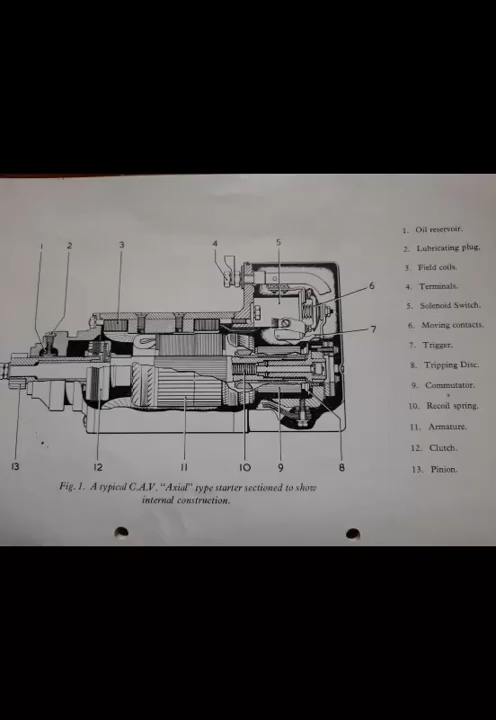 1. Oil reservoir.
2. Lubricating plug.
3. Field coils.
4. Terminals.
5. Solenoid Switch.
6. Moving contacts.
7. Trigger.
8. Tripping Disc.
9. Commutator.
10. Recoil spring.
11. Armature.
12. Clutch.
13. Pinion.
1 2 3 4 5
6
7
13 12 11 10 9 8
Fig. 1. A typical C.A.V. "Axial" type starter sectioned to show
internal construction.